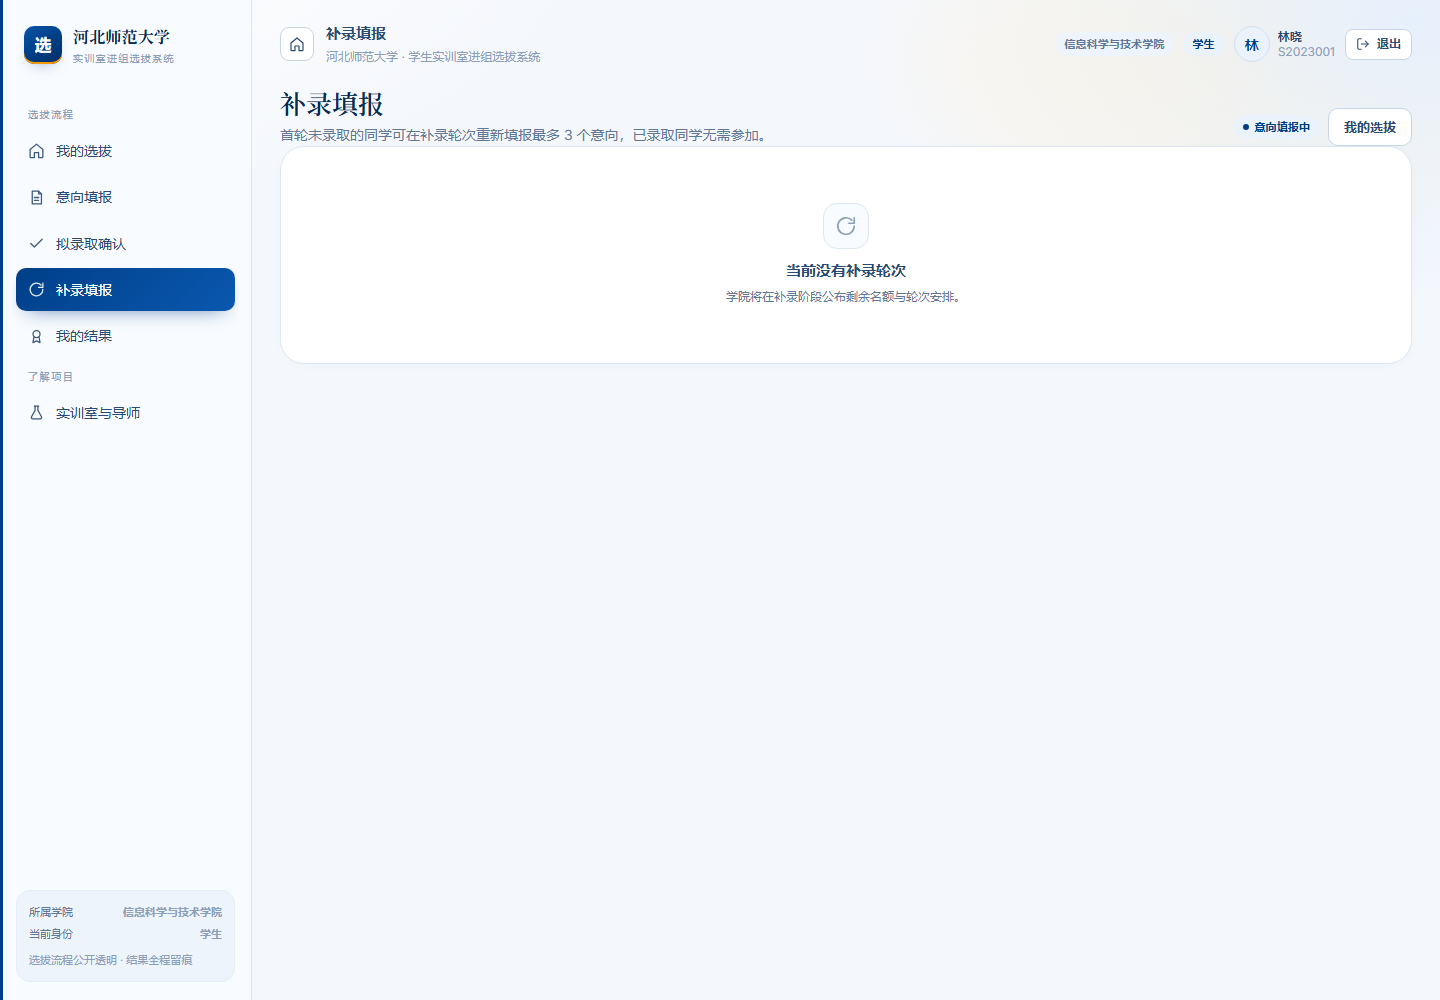 选
河北师范大学
实训室进组选拔系统
选拔流程
我的选拔
意向填报
拟录取确认
补录填报
我的结果
了解项目
实训室与导师
所属学院 信息科学与技术学院
当前身份 学生
选拔流程公开透明 · 结果全程留痕
补录填报
河北师范大学 · 学生实训室进组选拔系统
信息科学与技术学院
学生
林
林晓
S2023001
退出
补录填报
首轮未录取的同学可在补录轮次重新填报最多 3 个意向，已录取同学无需参加。
意向填报中
我的选拔
当前没有补录轮次
学院将在补录阶段公布剩余名额与轮次安排。